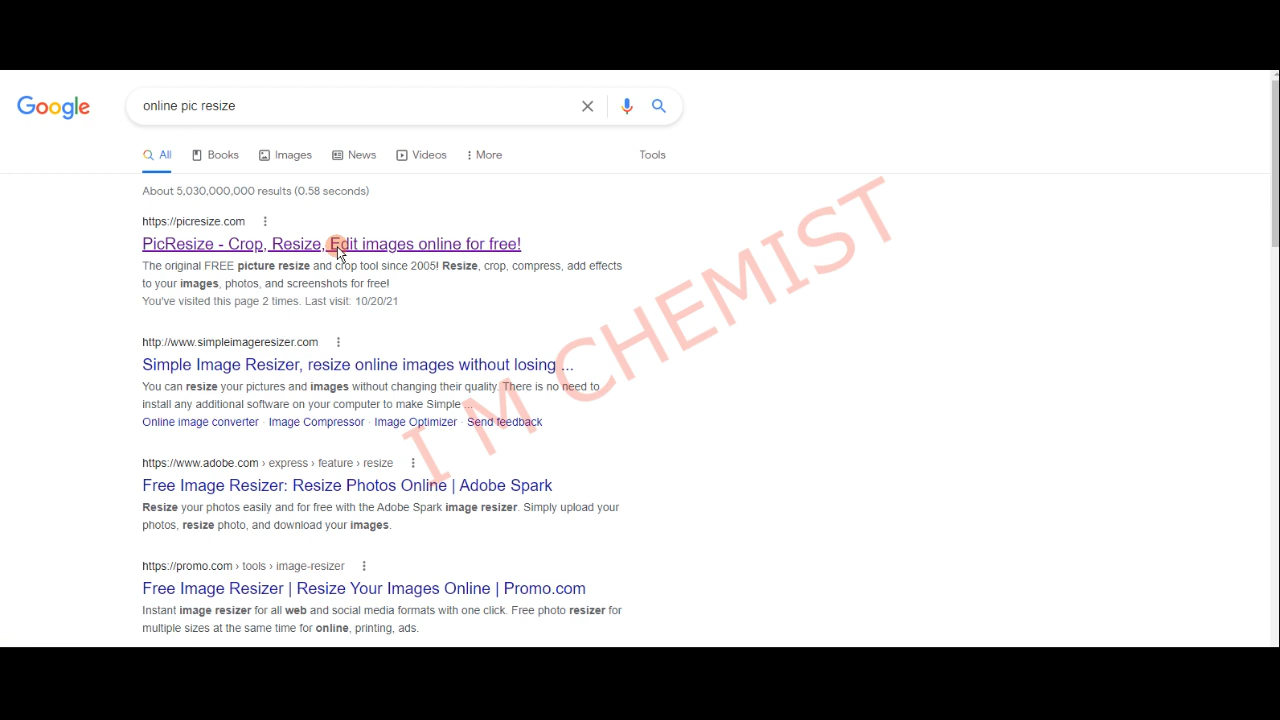 Google
online pic resize
All Books Images News Videos More Tools
About 5,030,000,000 results (0.58 seconds)
https://picresize.com
PicResize - Crop, Resize, Edit images online for free!
The original FREE picture resize and crop tool since 2005! Resize, crop, compress, add effects
to your images, photos, and screenshots for free!
You've visited this page 2 times. Last visit: 10/20/21
http://www.simpleimageresizer.com
Simple Image Resizer, resize online images without losing ...
You can resize your pictures and images without changing their quality. There is no need to
install any additional software on your computer to make Simple ...
Online image converter · Image Compressor · Image Optimizer · Send feedback
https://www.adobe.com › express › feature › resize
Free Image Resizer: Resize Photos Online | Adobe Spark
Resize your photos easily and for free with the Adobe Spark image resizer. Simply upload your
photos, resize photo, and download your images.
https://promo.com › tools › image-resizer
Free Image Resizer | Resize Your Images Online | Promo.com
Instant image resizer for all web and social media formats with one click. Free photo resizer for
multiple sizes at the same time for online, printing, ads.
I M CHEMIST